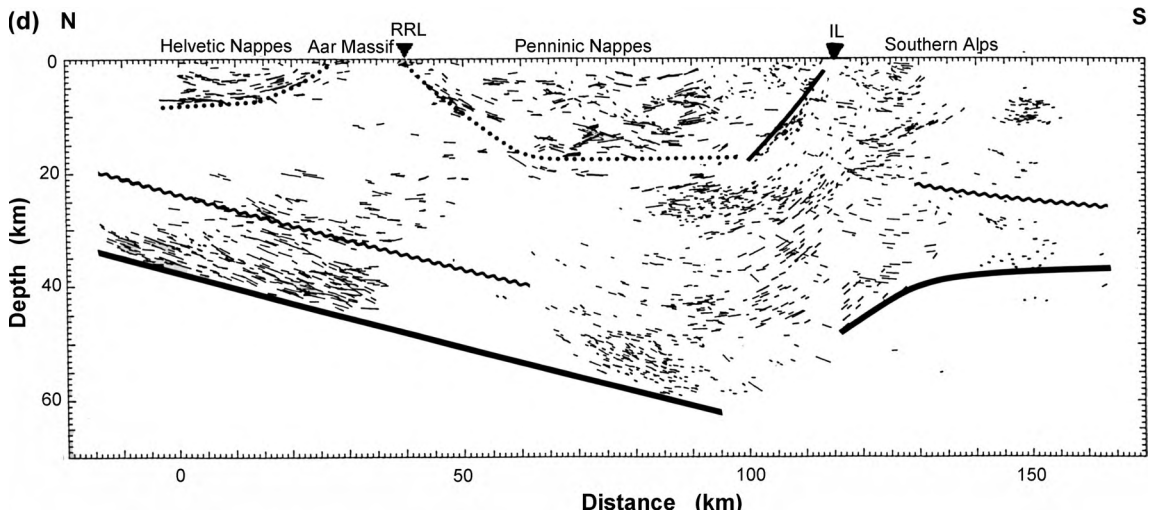 (d) N S
RRL IL
Helvetic Nappes Aar Massif Penninic Nappes Southern Alps
0
20
40
60
Depth (km)
0 50 100 150
Distance (km)